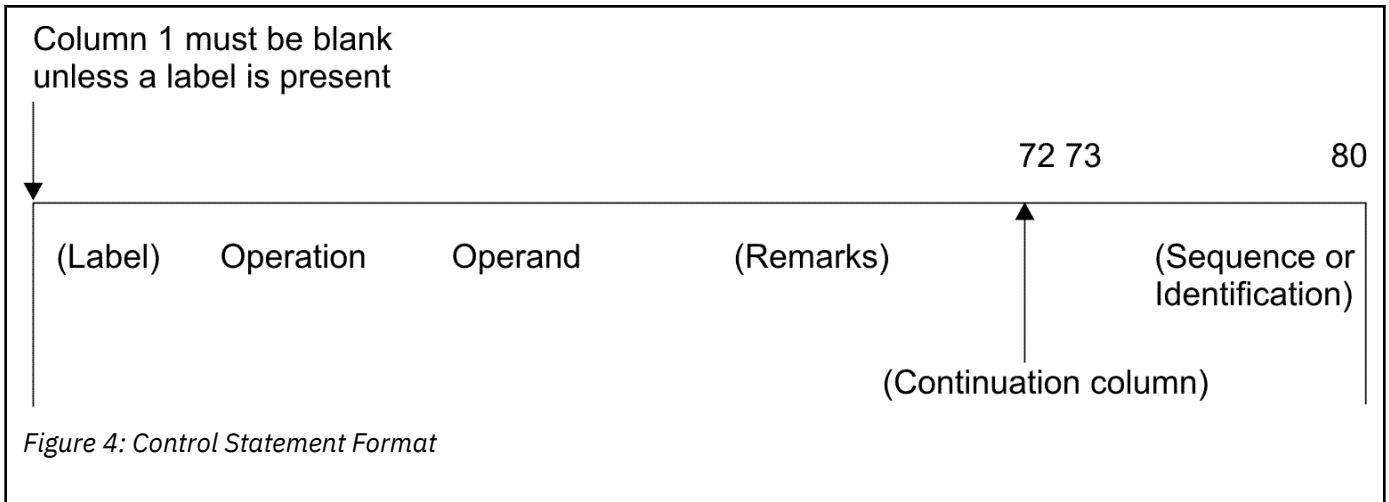 Column 1 must be blank
unless a label is present
72 73 80
(Label) Operation Operand (Remarks) (Sequence or
Identification)
(Continuation column)
Figure 4: Control Statement Format